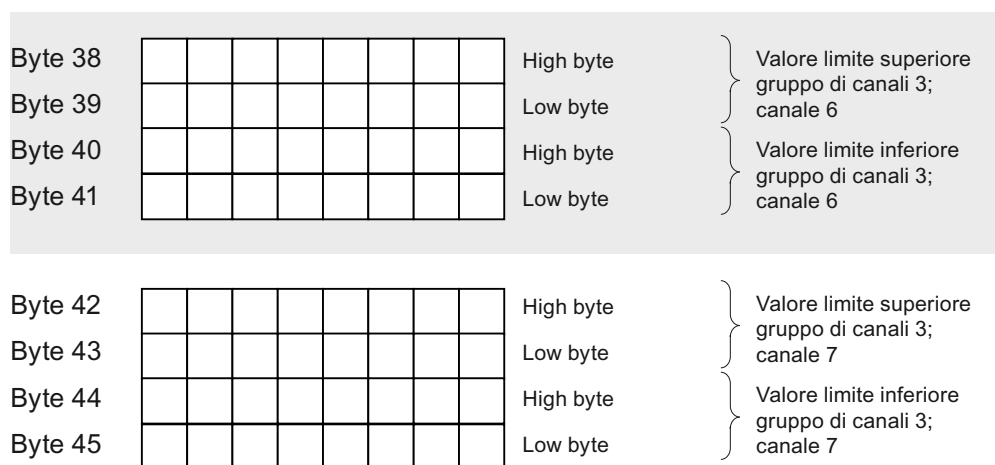 Byte 38
High byte
Valore limite superiore
gruppo di canali 3;
canale 6
Byte 39
Low byte
Byte 40
High byte
Valore limite inferiore
gruppo di canali 3;
canale 6
Byte 41
Low byte
Byte 42
High byte
Valore limite superiore
gruppo di canali 3;
canale 7
Byte 43
Low byte
Byte 44
High byte
Valore limite inferiore
gruppo di canali 3;
canale 7
Byte 45
Low byte